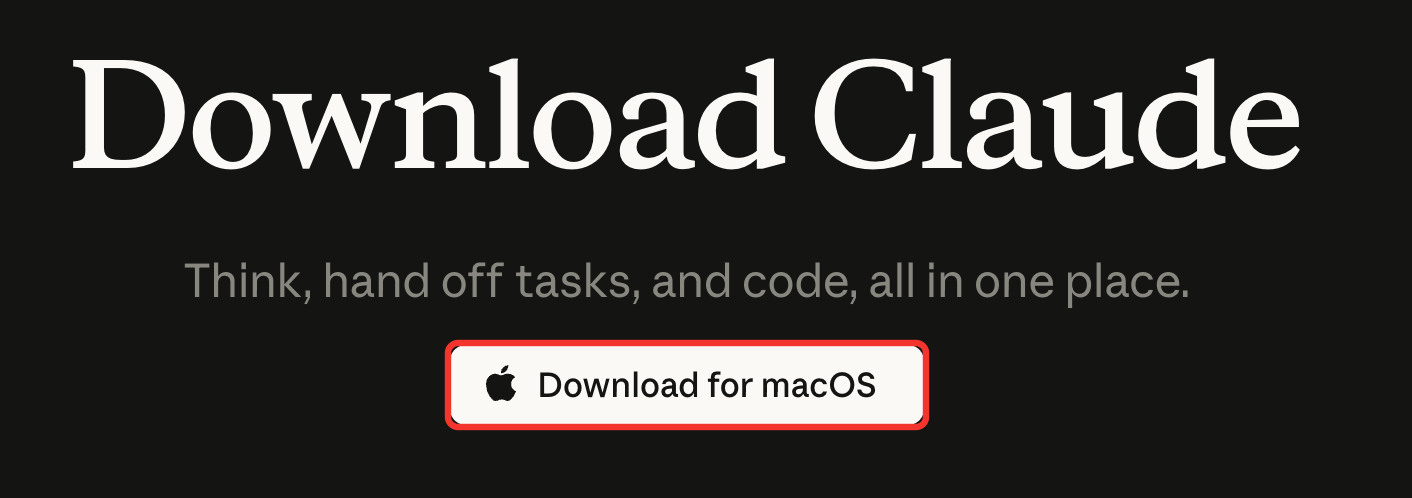 Download Claude
Think, hand off tasks, and code, all in one place.
Download for macOS